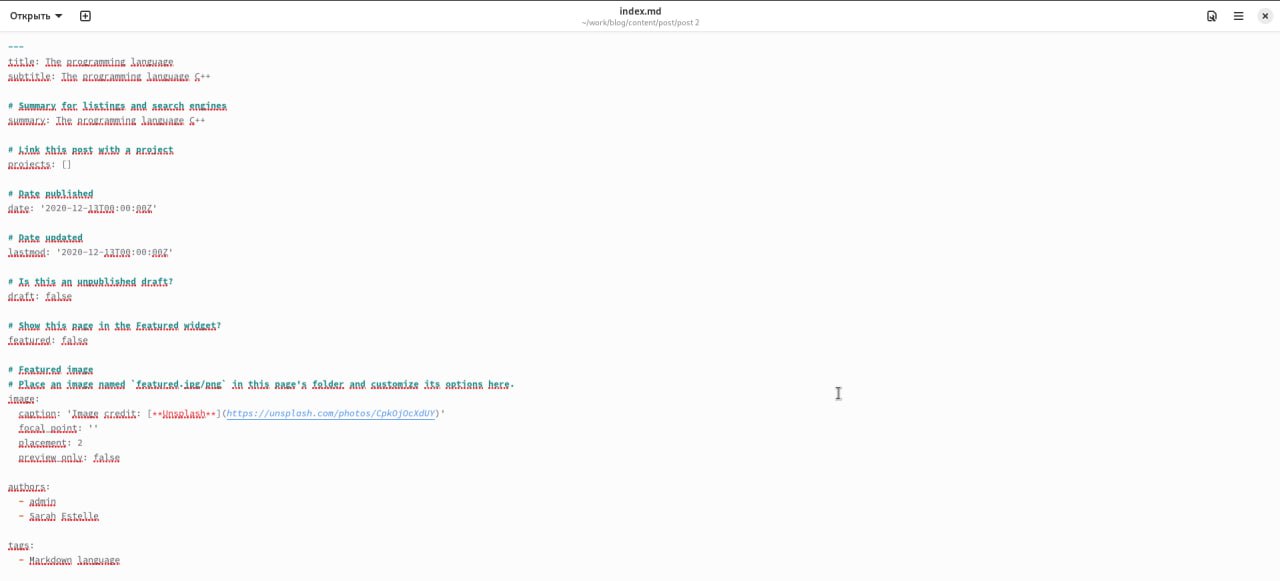 Открыть
index.md
~/work/blog/content/post/post 2
---
title: The programming language
subtitle: The programming language C++
# Summary for listings and search engines
summary: The programming language C++
# Link this post with a project
projects: []
# Date published
date: '2020-12-13T00:00:00Z'
# Date updated
lastmod: '2020-12-13T00:00:00Z'
# Is this an unpublished draft?
draft: false
# Show this page in the Featured widget?
featured: false
# Featured image
# Place an image named `featured.jpg/png` in this page's folder and customize its options here.
image:
  caption: 'Image credit: [**Unsplash**](https://unsplash.com/photos/CpkOjOcXdUY)'
  focal_point: ''
  placement: 2
  preview_only: false
authors:
  - admin
  - Sarah Estelle
tags:
  - Markdown language